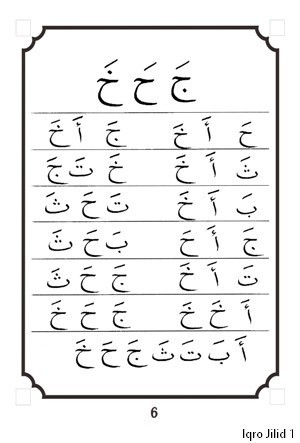 جَ حَ خَ
حَ أَ خَ جَ أَ خَ
ثَ أَ خَ خَ تَ جَ
بَ أَ خَ تَ حَ ثَ
جَ أَ حَ بَ حَ ثَ
تَ أَ خَ جَ حَ ثَ
أَ خَ خَ جَ حَ خَ
أَ بَ تَ ثَ جَ حَ خَ
6
Iqro Jilid 1